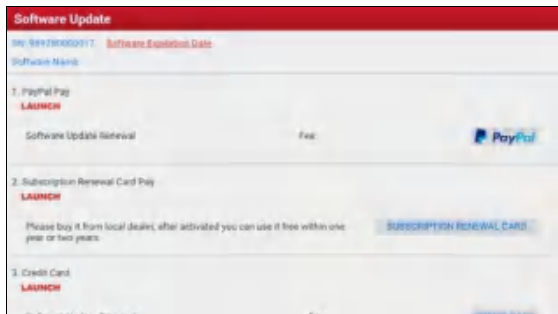 Software Update
Software Expiration Date
Software Name
1. PayPal Pay
LAUNCH
Software Update Renewal Fee: PayPal
2. Subscription Renewal Card Pay
LAUNCH
Please buy it from local dealer, after activated you can use it free within one SUBSCRIPTION RENEWAL CARD
year or two years.
3. Credit Card
LAUNCH